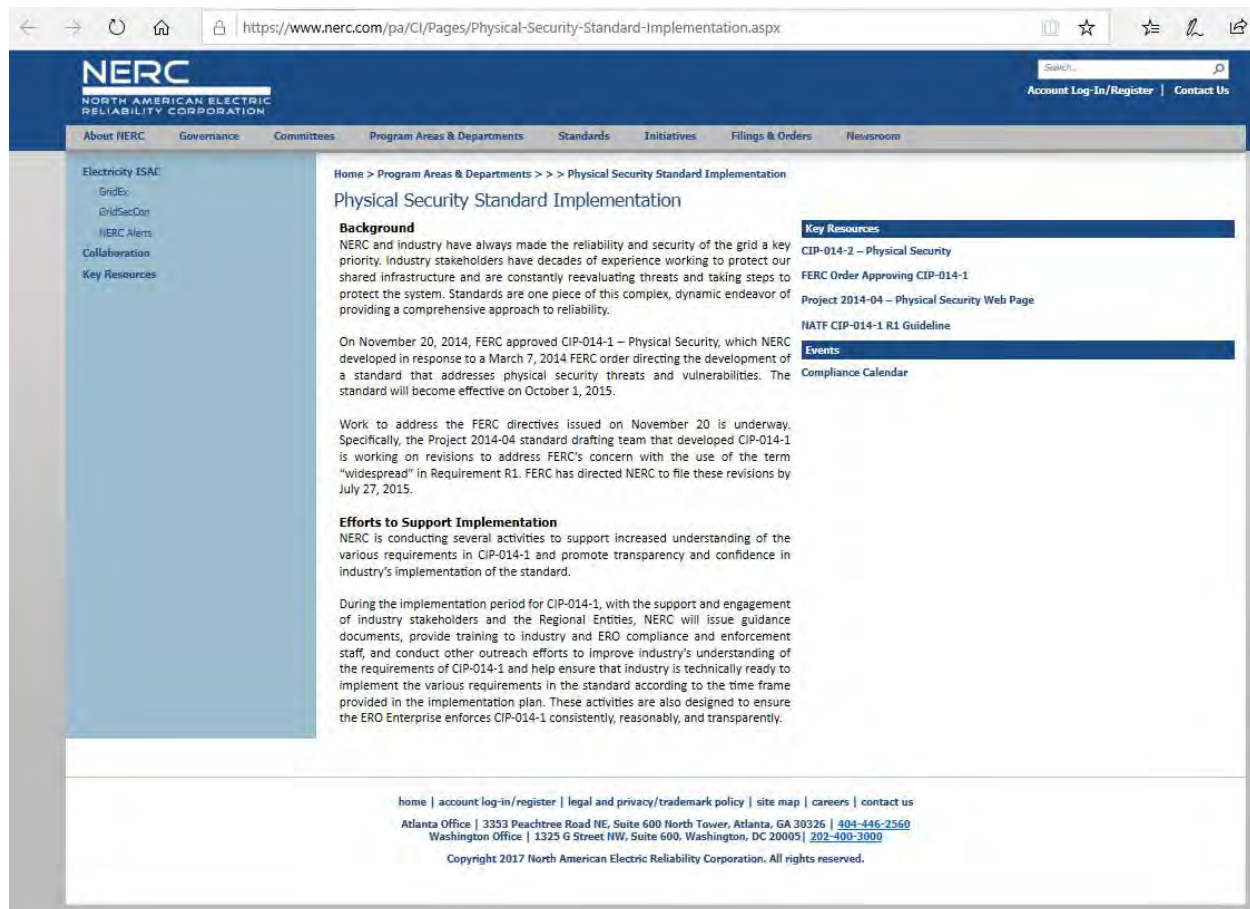 https://www.nerc.com/pa/CI/Pages/Physical-Security-Standard-Implementation.aspx
NERC
NORTH AMERICAN ELECTRIC
RELIABILITY CORPORATION
Search...
Account Log-In/Register | Contact Us
About NERC Governance Committees Program Areas & Departments Standards Initiatives Filings & Orders Newsroom
Electricity ISAC
GridEx
GridSecCon
NERC Alerts
Collaboration
Key Resources
Home > Program Areas & Departments > > > Physical Security Standard Implementation
Physical Security Standard Implementation
Background
NERC and industry have always made the reliability and security of the grid a key
priority. Industry stakeholders have decades of experience working to protect our
shared infrastructure and are constantly reevaluating threats and taking steps to
protect the system. Standards are one piece of this complex, dynamic endeavor of
providing a comprehensive approach to reliability.
On November 20, 2014, FERC approved CIP-014-1 – Physical Security, which NERC
developed in response to a March 7, 2014 FERC order directing the development of
a standard that addresses physical security threats and vulnerabilities. The
standard will become effective on October 1, 2015.
Work to address the FERC directives issued on November 20 is underway.
Specifically, the Project 2014-04 standard drafting team that developed CIP-014-1
is working on revisions to address FERC's concern with the use of the term
"widespread" in Requirement R1. FERC has directed NERC to file these revisions by
July 27, 2015.
Efforts to Support Implementation
NERC is conducting several activities to support increased understanding of the
various requirements in CIP-014-1 and promote transparency and confidence in
industry's implementation of the standard.
During the implementation period for CIP-014-1, with the support and engagement
of industry stakeholders and the Regional Entities, NERC will issue guidance
documents, provide training to industry and ERO compliance and enforcement
staff, and conduct other outreach efforts to improve industry's understanding of
the requirements of CIP-014-1 and help ensure that industry is technically ready to
implement the various requirements in the standard according to the time frame
provided in the implementation plan. These activities are also designed to ensure
the ERO Enterprise enforces CIP-014-1 consistently, reasonably, and transparently.
Key Resources
CIP-014-2 – Physical Security
FERC Order Approving CIP-014-1
Project 2014-04 – Physical Security Web Page
NATF CIP-014-1 R1 Guideline
Events
Compliance Calendar
home | account log-in/register | legal and privacy/trademark policy | site map | careers | contact us
Atlanta Office | 3353 Peachtree Road NE, Suite 600 North Tower, Atlanta, GA 30326 | 404-446-2560
Washington Office | 1325 G Street NW, Suite 600, Washington, DC 20005| 202-400-3000
Copyright 2017 North American Electric Reliability Corporation. All rights reserved.